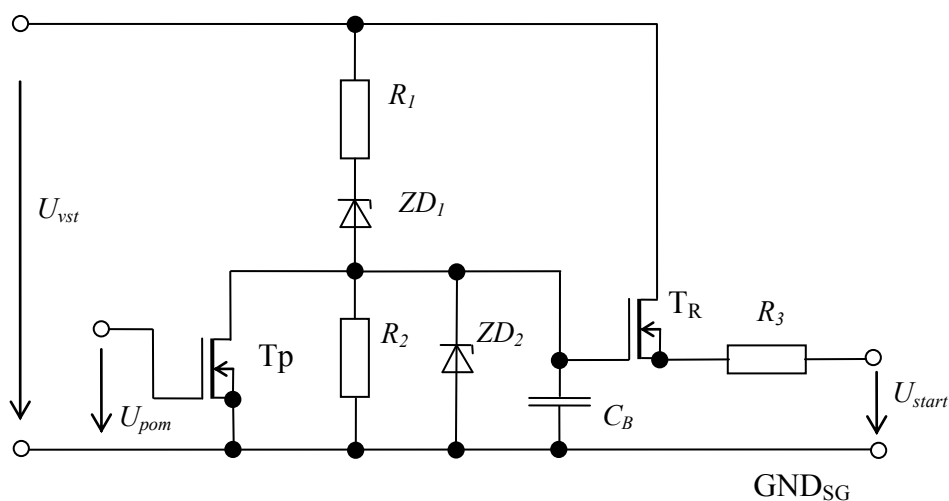 R1
ZD1
Uvst
TR
R3
Tp
R2
ZD2
Upom
CB
Ustart
GNDSG